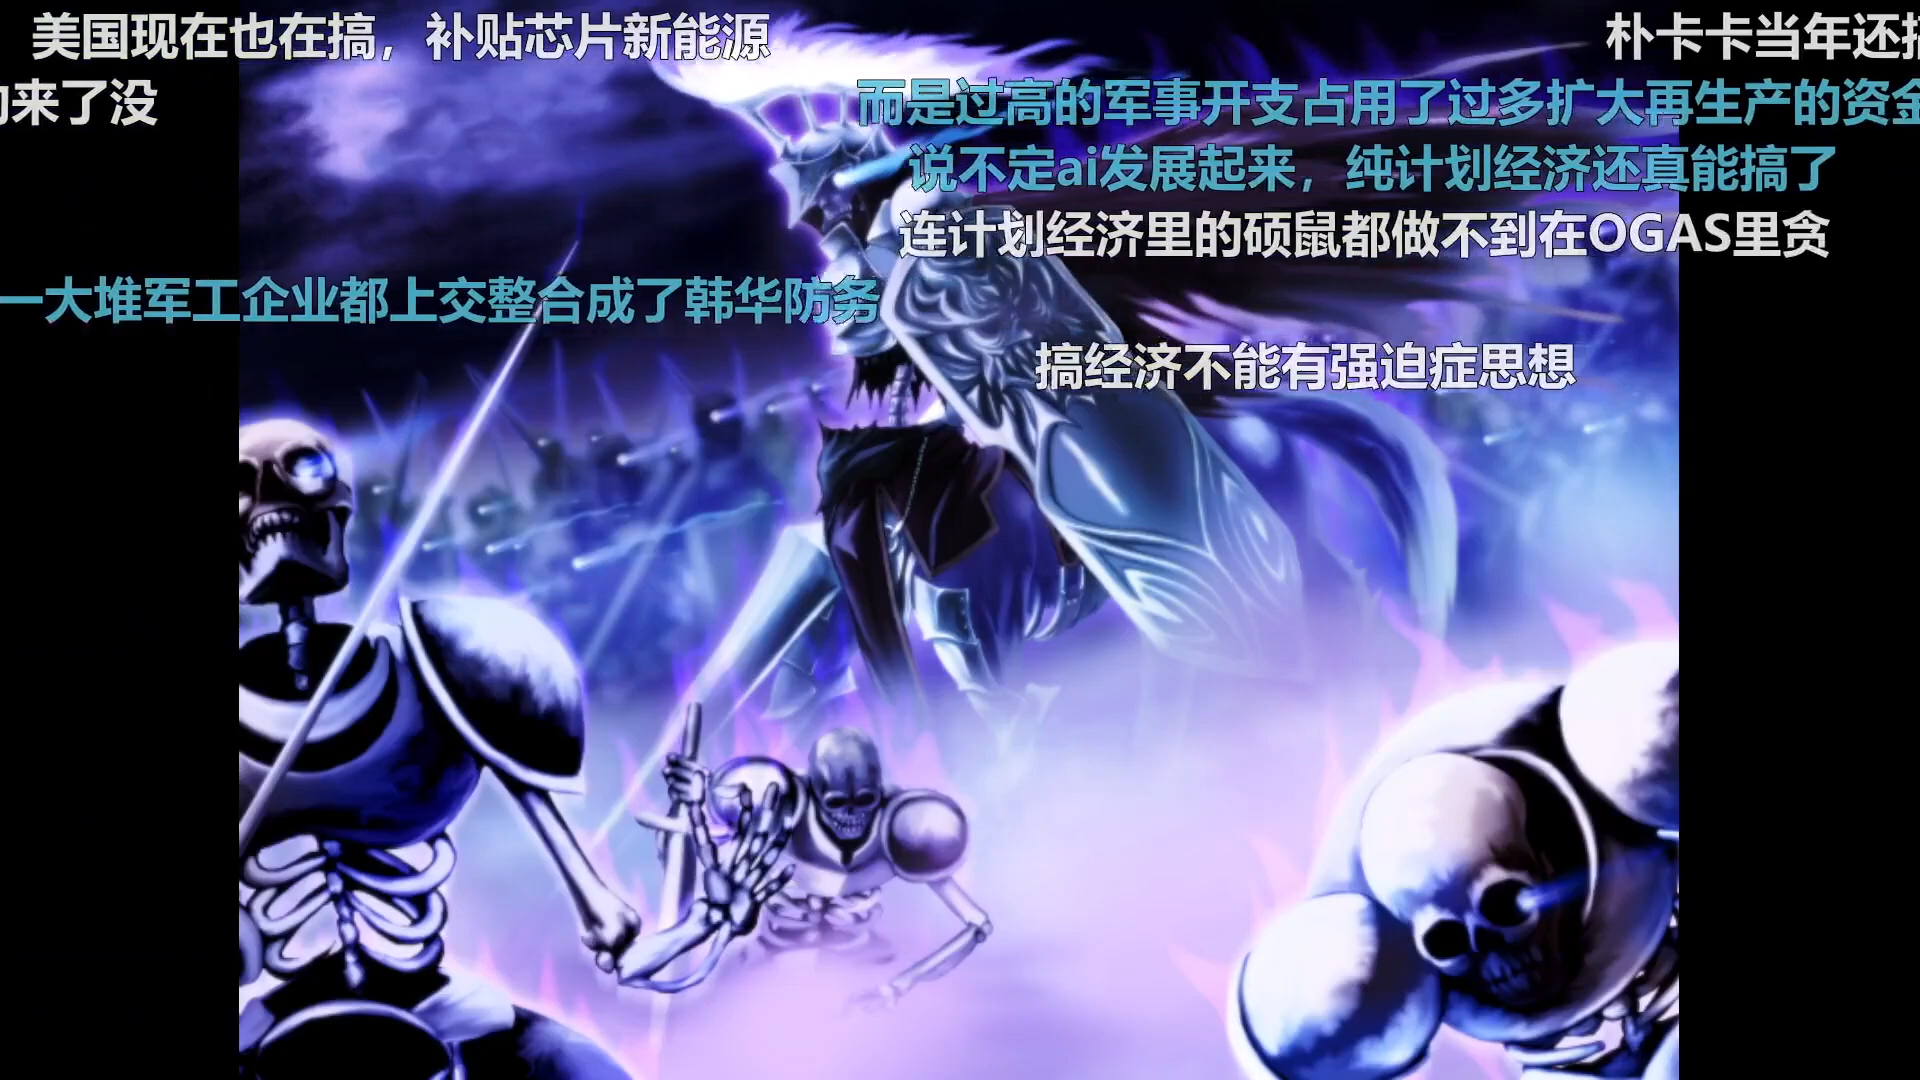 美国现在也在搞，补贴芯片新能源
朴卡卡当年还
来了没
而是过高的军事开支占用了过多扩大再生产的资金
说不定ai发展起来，纯计划经济还真能搞了
连计划经济里的硕鼠都做不到在OGAS里贪
一大堆军工企业都上交整合成了韩华防务
搞经济不能有强迫症思想